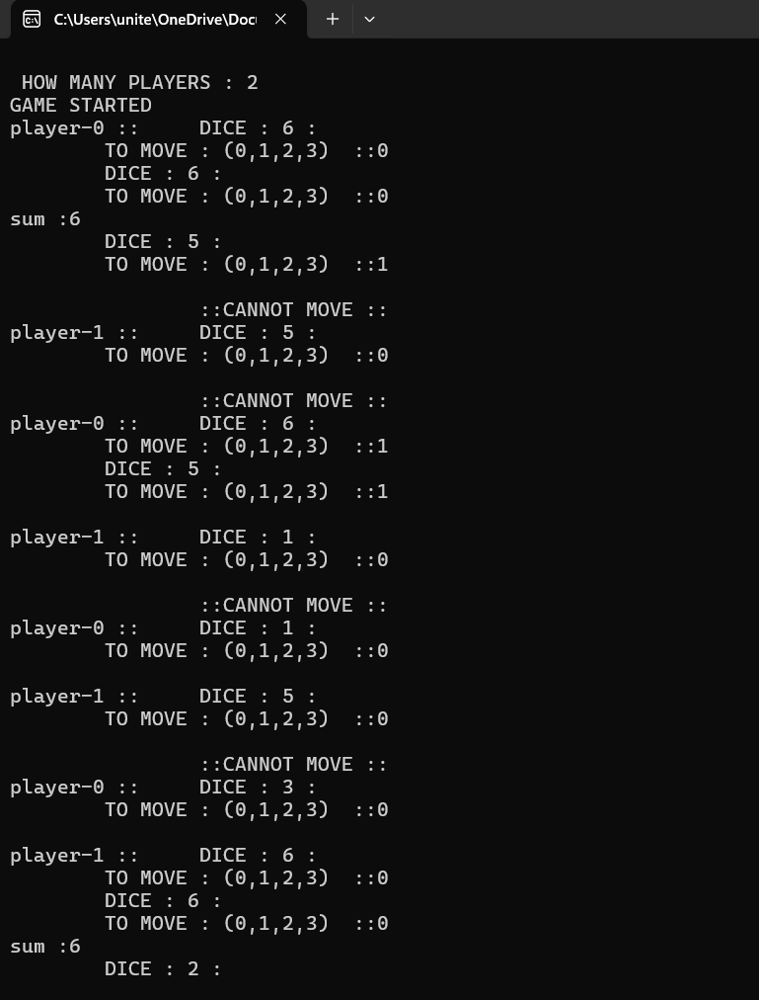 C:\Users\unite\OneDrive\Doc
HOW MANY PLAYERS : 2
GAME STARTED
player-0 ::     DICE : 6 :
        TO MOVE : (0,1,2,3)  ::0
        DICE : 6 :
        TO MOVE : (0,1,2,3)  ::0
sum :6
        DICE : 5 :
        TO MOVE : (0,1,2,3)  ::1
                ::CANNOT MOVE ::
player-1 ::     DICE : 5 :
        TO MOVE : (0,1,2,3)  ::0
                ::CANNOT MOVE ::
player-0 ::     DICE : 6 :
        TO MOVE : (0,1,2,3)  ::1
        DICE : 5 :
        TO MOVE : (0,1,2,3)  ::1
player-1 ::     DICE : 1 :
        TO MOVE : (0,1,2,3)  ::0
                ::CANNOT MOVE ::
player-0 ::     DICE : 1 :
        TO MOVE : (0,1,2,3)  ::0
player-1 ::     DICE : 5 :
        TO MOVE : (0,1,2,3)  ::0
                ::CANNOT MOVE ::
player-0 ::     DICE : 3 :
        TO MOVE : (0,1,2,3)  ::0
player-1 ::     DICE : 6 :
        TO MOVE : (0,1,2,3)  ::0
        DICE : 6 :
        TO MOVE : (0,1,2,3)  ::0
sum :6
        DICE : 2 :